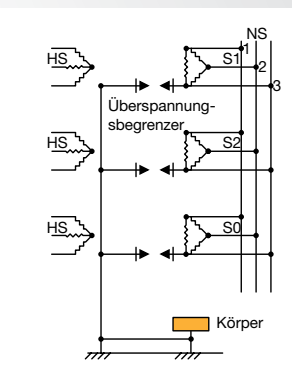 NS
HS
S1
1
2
3
Überspannung-
sbegrenzer
HS
S2
HS
S0
Körper